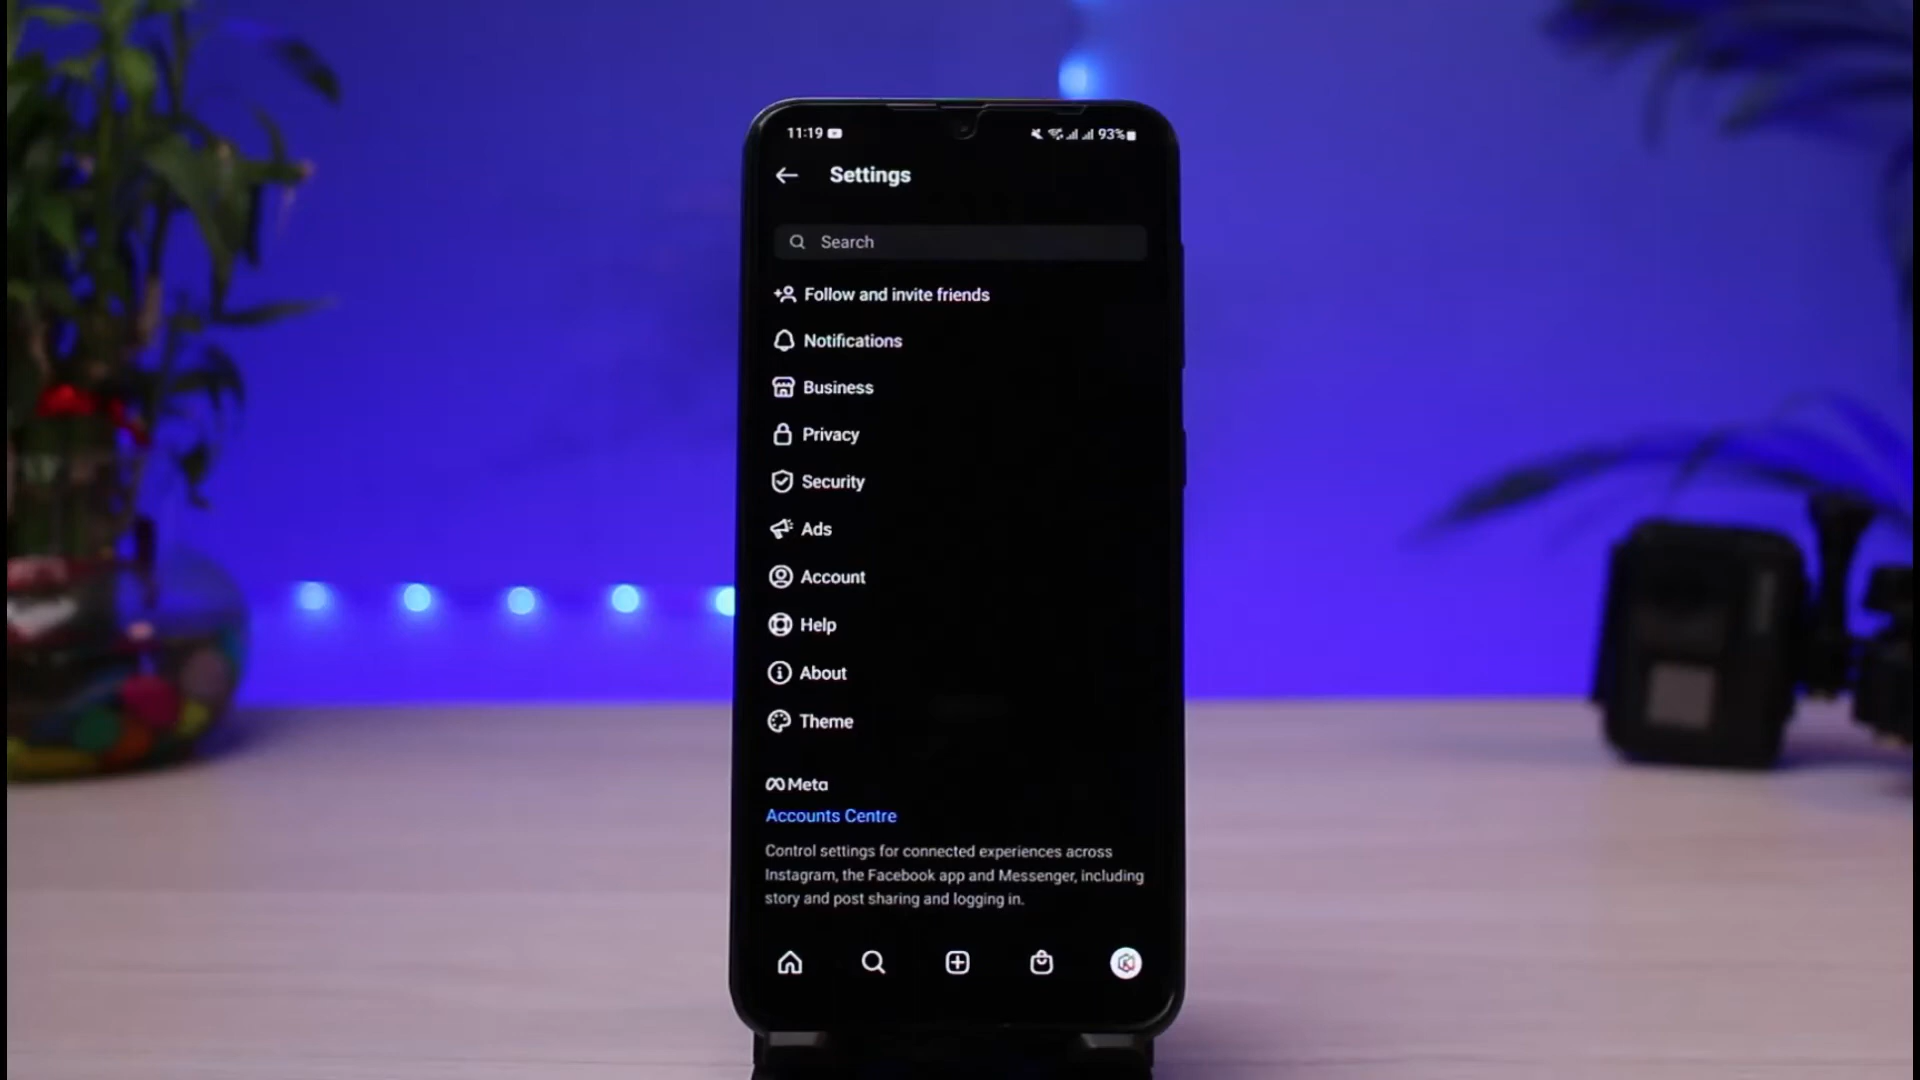 11:19
93%
Settings
Search
Follow and invite friends
Notifications
Business
Privacy
Security
Ads
Account
Help
About
Theme
Meta
Accounts Centre
Control settings for connected experiences across
Instagram, the Facebook app and Messenger, including
story and post sharing and logging in.